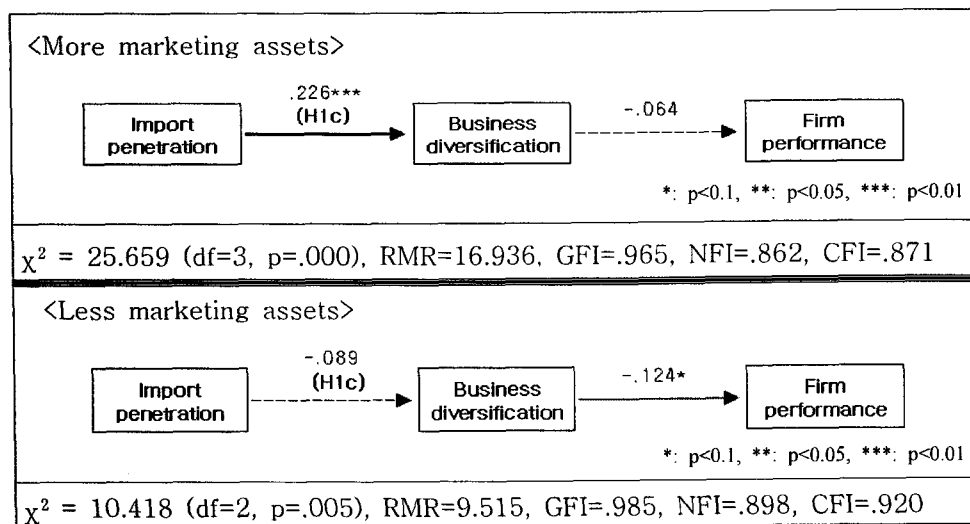 <More marketing assets>
.226***
(H1c)
-.064
Import
penetration
Business
diversification
Firm
performance
*: p<0.1, **: p<0.05, ***: p<0.01
χ² = 25.659 (df=3, p=.000), RMR=16.936, GFI=.965, NFI=.862, CFI=.871
<Less marketing assets>
-.089
(H1c)
-.124*
Import
penetration
Business
diversification
Firm
performance
*: p<0.1, **: p<0.05, ***: p<0.01
χ² = 10.418 (df=2, p=.005), RMR=9.515, GFI=.985, NFI=.898, CFI=.920